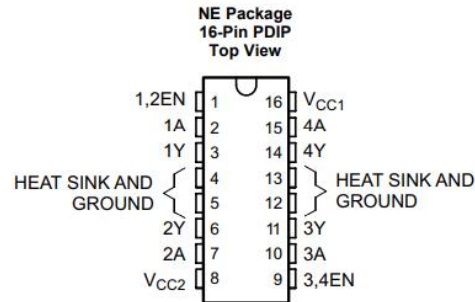 NE Package
16-Pin PDIP
Top View
1,2EN 1 16 VCC1
1A 2 15 4A
1Y 3 14 4Y
HEAT SINK AND
GROUND
4 13
5 12
HEAT SINK AND
GROUND
2Y 6 11 3Y
2A 7 10 3A
VCC2 8 9 3,4EN